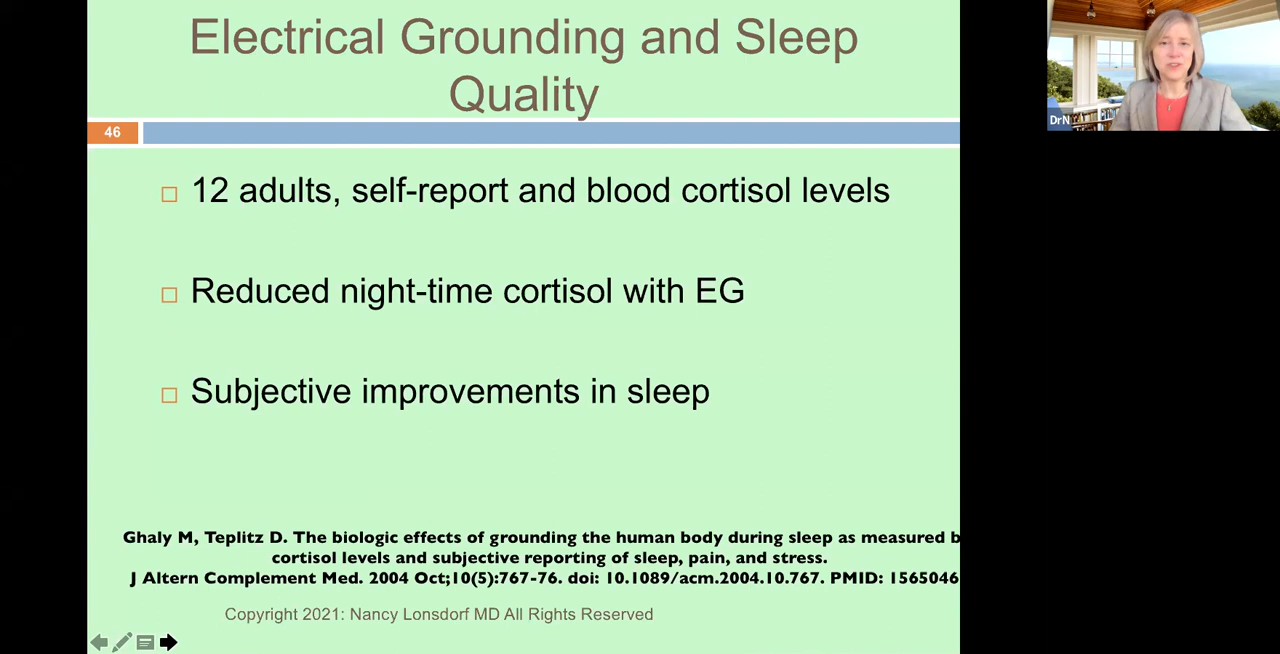 Electrical Grounding and Sleep
Quality
46
12 adults, self-report and blood cortisol levels
Reduced night-time cortisol with EG
Subjective improvements in sleep
Ghaly M, Teplitz D. The biologic effects of grounding the human body during sleep as measured b
cortisol levels and subjective reporting of sleep, pain, and stress.
J Altern Complement Med. 2004 Oct;10(5):767-76. doi: 10.1089/acm.2004.10.767. PMID: 1565046
Copyright 2021: Nancy Lonsdorf MD All Rights Reserved
DrN